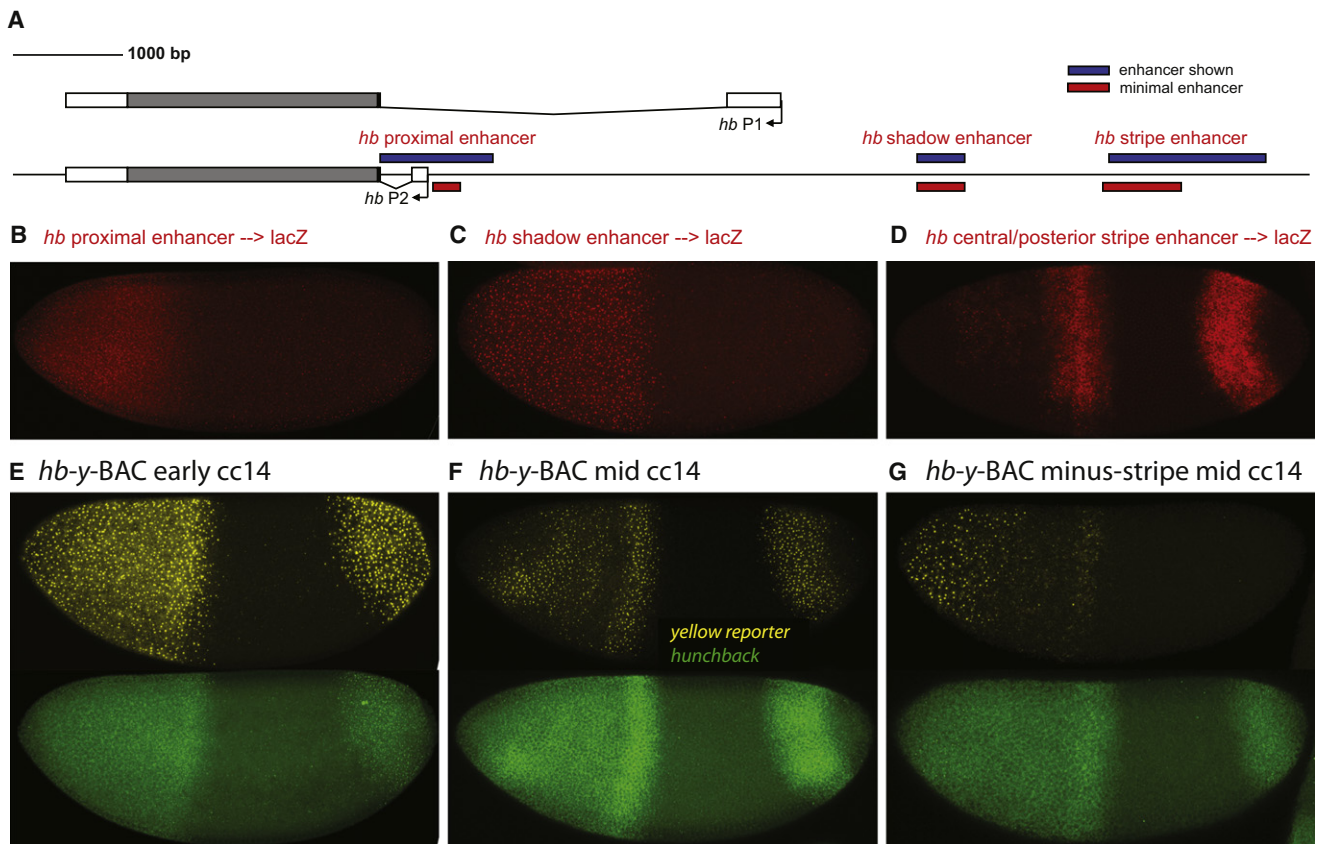 A
1000 bp
enhancer shown
minimal enhancer
hb P1
hb proximal enhancer
hb shadow enhancer
hb stripe enhancer
hb P2
B hb proximal enhancer --> lacZ
C hb shadow enhancer --> lacZ
D hb central/posterior stripe enhancer --> lacZ
E hb-y-BAC early cc14
F hb-y-BAC mid cc14
G hb-y-BAC minus-stripe mid cc14
yellow reporter
hunchback